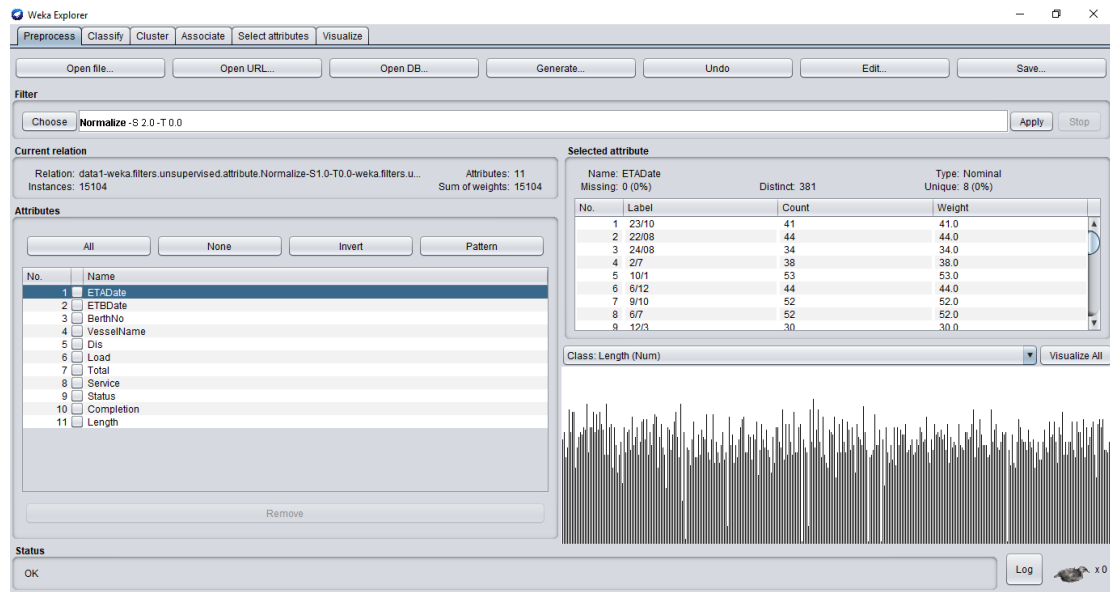 Weka Explorer
Preprocess Classify Cluster Associate Select attributes Visualize
Open file... Open URL... Open DB... Generate... Undo Edit... Save...
Filter
Choose Normalize -S 2.0 -T 0.0 Apply Stop
Current relation
Relation: data1-weka.filters.unsupervised.attribute.Normalize-S1.0-T0.0-weka.filters.u... Attributes: 11
Instances: 15104 Sum of weights: 15104
Attributes
All None Invert Pattern
No. Name
1 ETADate
2 ETBDate
3 BerthNo
4 VesselName
5 Dis
6 Load
7 Total
8 Service
9 Status
10 Completion
11 Length
Remove
Selected attribute
Name: ETADate Type: Nominal
Missing: 0 (0%) Distinct: 381 Unique: 8 (0%)
No. Label Count Weight
1 23/10 41 41.0
2 22/08 44 44.0
3 24/08 34 34.0
4 2/7 38 38.0
5 10/1 53 53.0
6 6/12 44 44.0
7 9/10 52 52.0
8 6/7 52 52.0
9 12/3 30 30.0
Class: Length (Num) Visualize All
Status
OK Log x 0